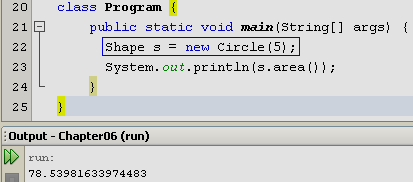 20 class Program {
21 public static void main(String[] args) {
22 Shape s = new Circle(5);
23 System.out.println(s.area());
24 }
25 }
Output - Chapter06 (run)
run:
78.53981633974483